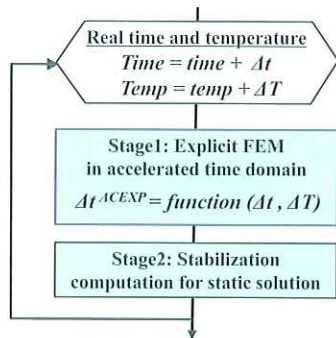 Real time and temperature
Time = time + Δt
Temp = temp + ΔT
Stage1: Explicit FEM
in accelerated time domain
Δt ACEXP = function (Δt , ΔT)
Stage2: Stabilization
computation for static solution